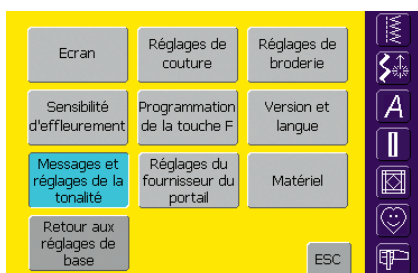 Ecran
Réglages de
couture
Réglages de
broderie
Sensibilité
d'effleurement
Programmation
de la touche F
Version et
langue
Messages et
réglages de la
tonalité
Réglages du
fournisseur du
portail
Matériel
Retour aux
réglages de
base
ESC
A